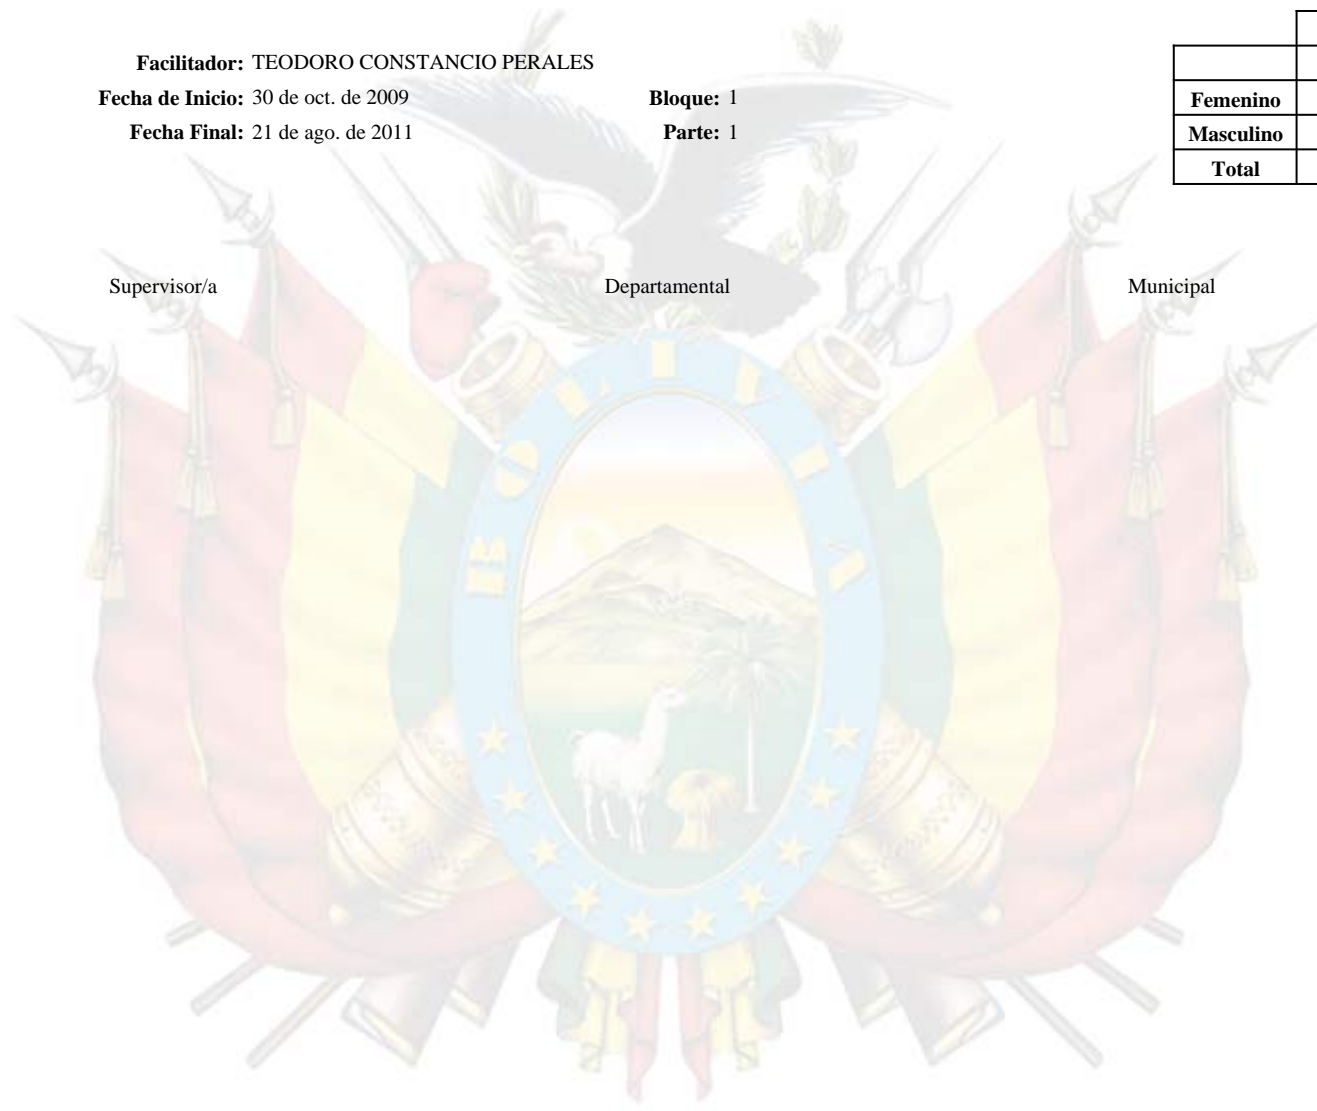 Facilitador: TEODORO CONSTANCIO PERALES
Fecha de Inicio: 30 de oct. de 2009 Bloque: 1
Fecha Final: 21 de ago. de 2011 Parte: 1
Femenino
Masculino
Total
Supervisor/a Departamental Municipal
BOLIVIA